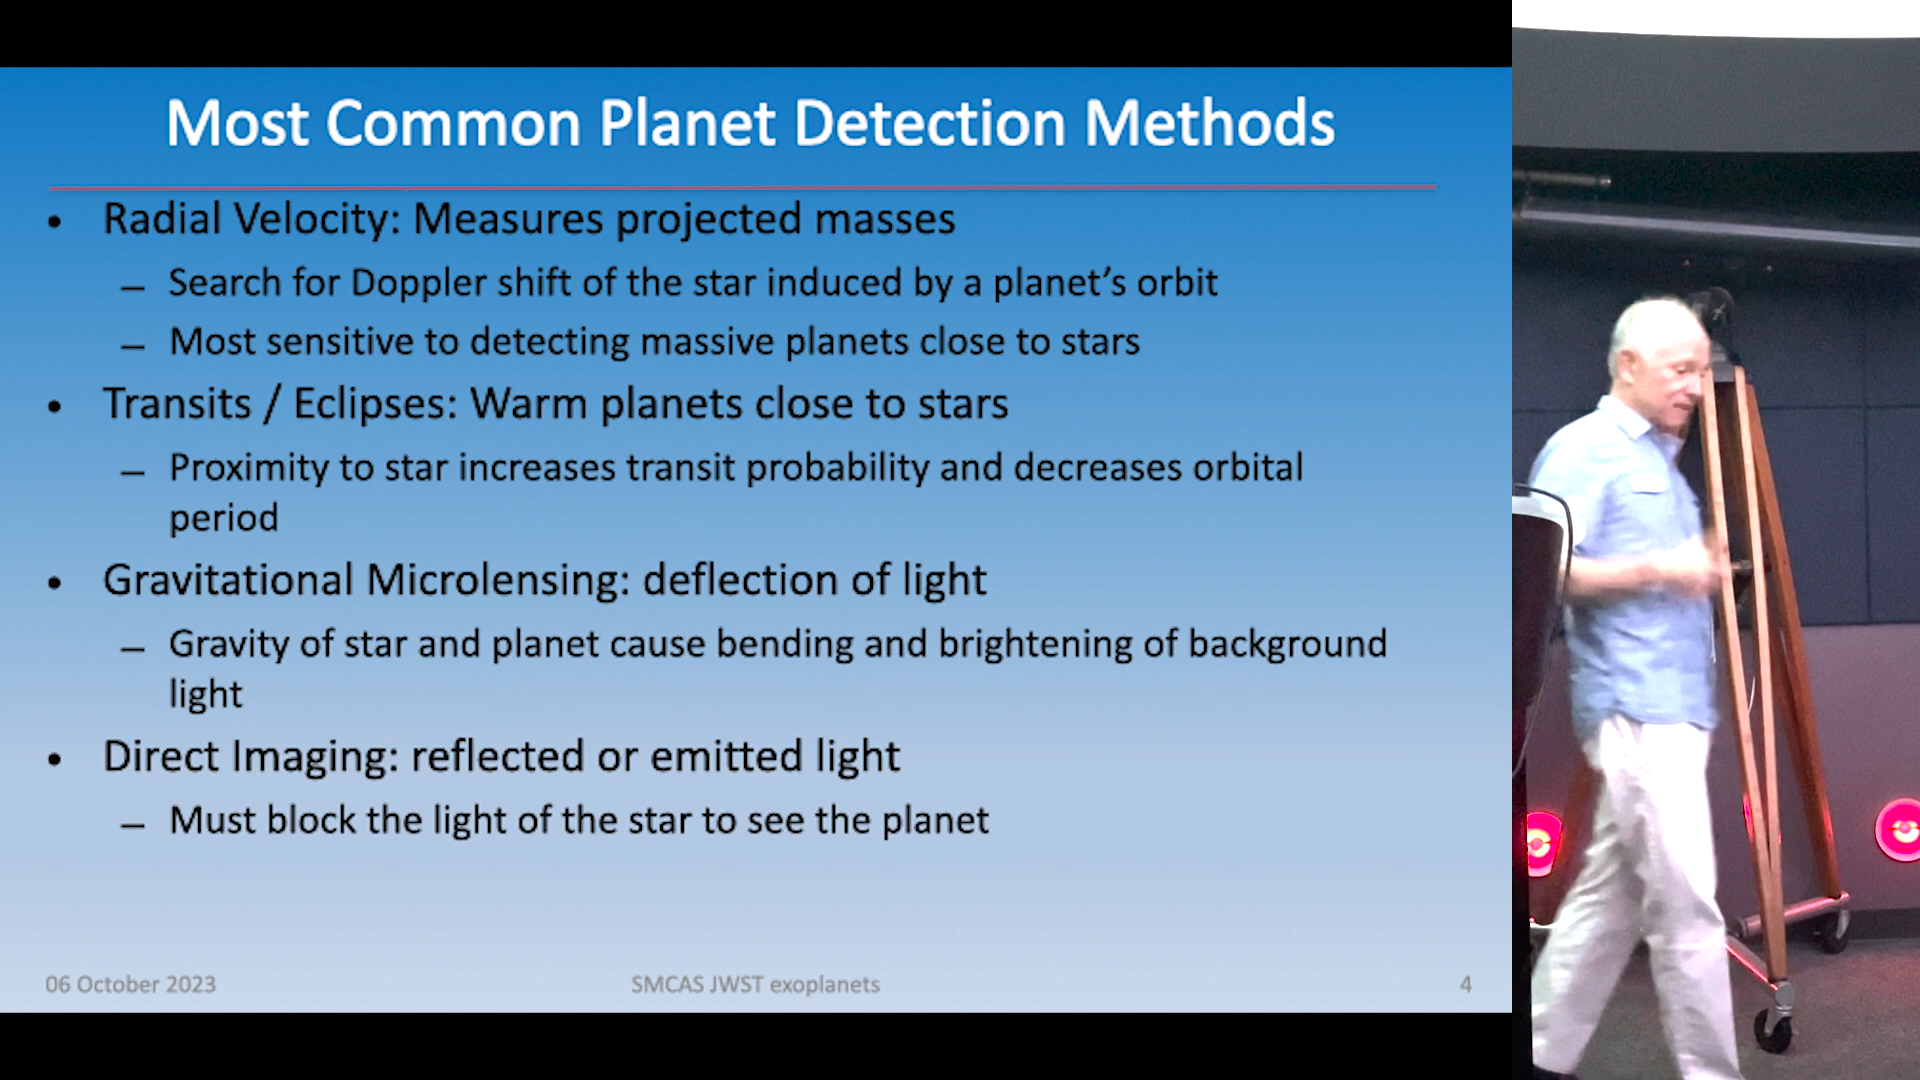 Most Common Planet Detection Methods
• Radial Velocity: Measures projected masses
– Search for Doppler shift of the star induced by a planet’s orbit
– Most sensitive to detecting massive planets close to stars
• Transits / Eclipses: Warm planets close to stars
– Proximity to star increases transit probability and decreases orbital
period
• Gravitational Microlensing: deflection of light
– Gravity of star and planet cause bending and brightening of background
light
• Direct Imaging: reflected or emitted light
– Must block the light of the star to see the planet
06 October 2023
SMCAS JWST exoplanets
4